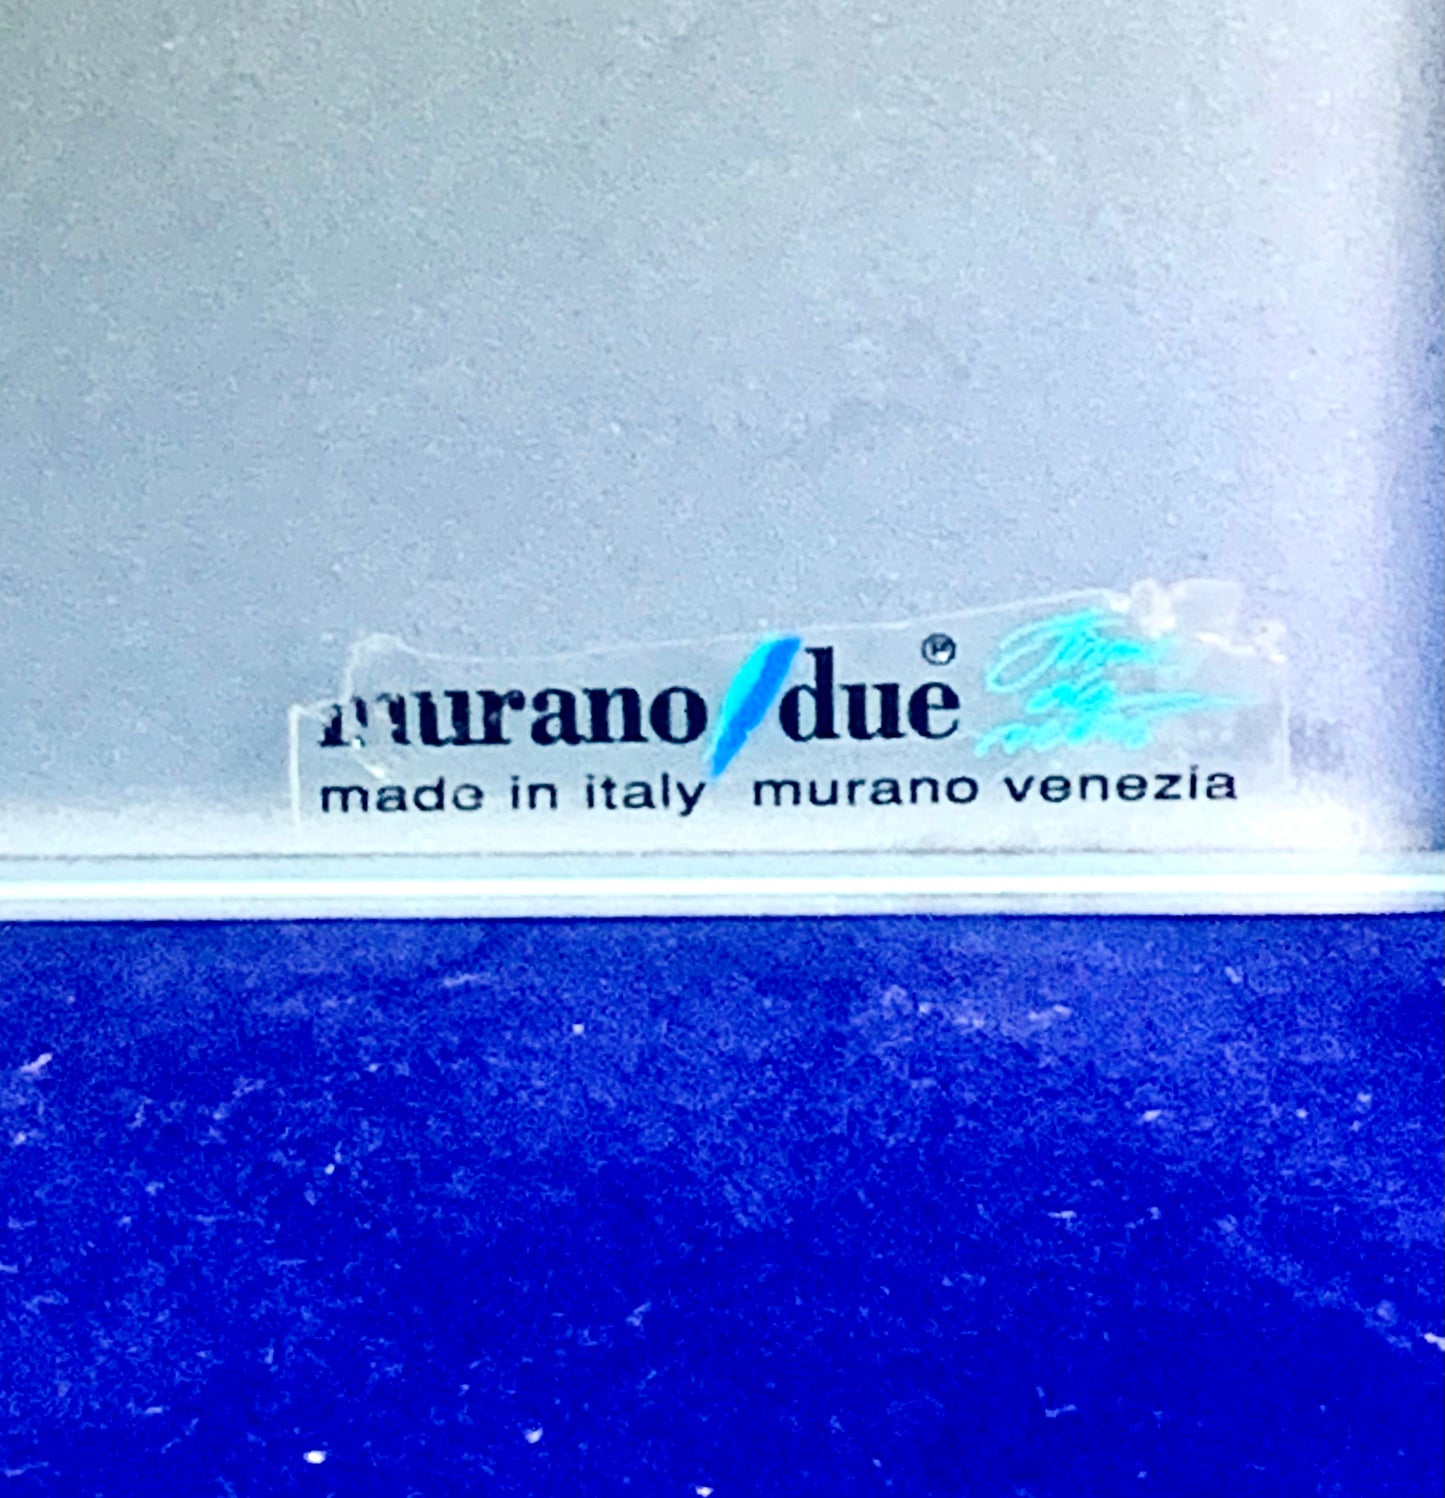 murano/due®
made in italy murano venezia